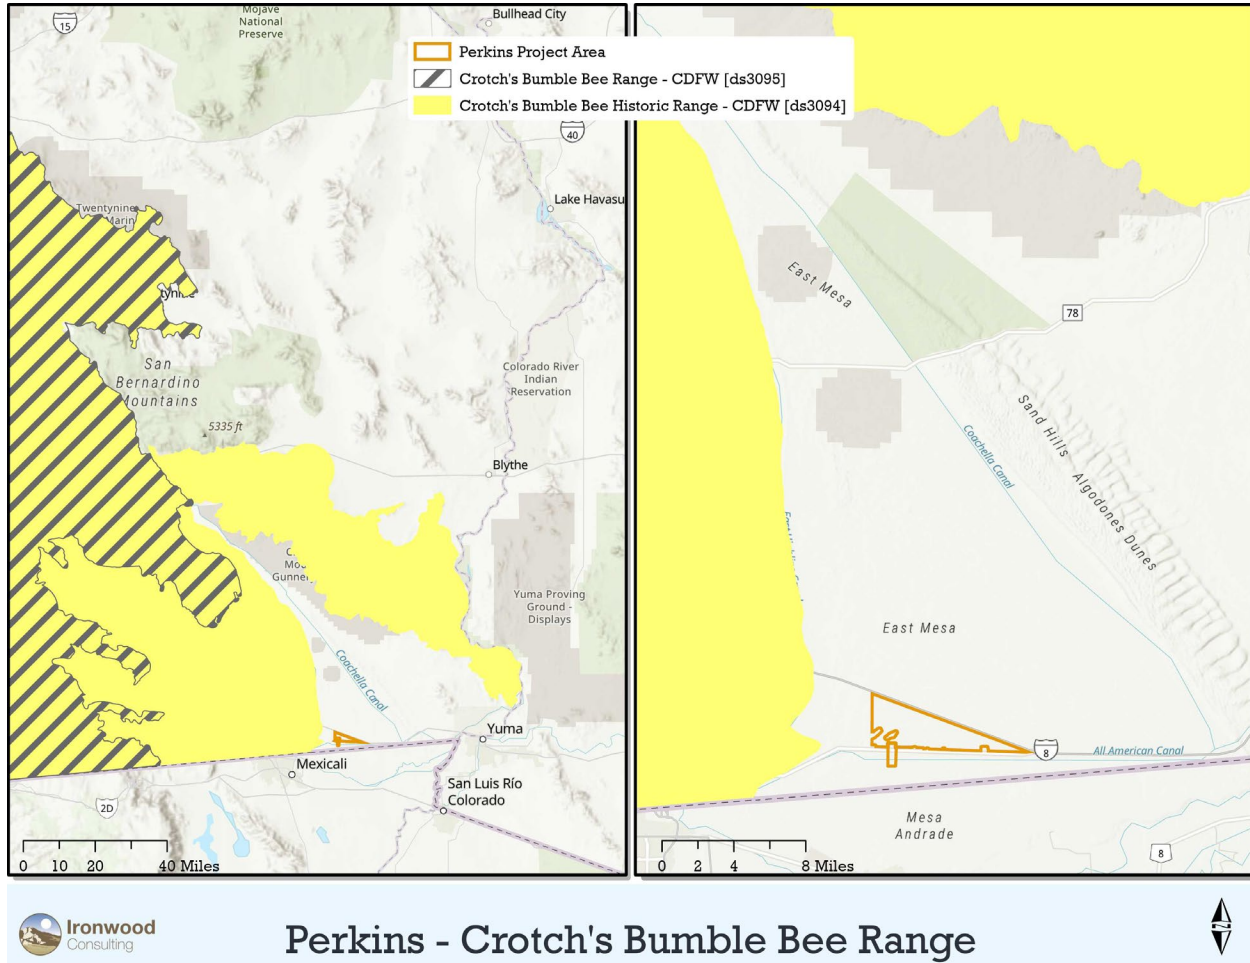 Mojave
National
Preserve
15
Bullhead City
Perkins Project Area
Crotch's Bumble Bee Range - CDFW [ds3095]
Crotch's Bumble Bee Historic Range - CDFW [ds3094]
40
Lake Havasu
Twentynine
Marin
San
Bernardino
Mountains
5335 ft
Colorado River
Indian
Reservation
Blythe
Gunne
Yuma Proving
Ground -
Displays
Coachella Canal
Yuma
Mexicali
San Luis Río
Colorado
2D
0 10 20 40 Miles
East Mesa
78
Sand Hills
Algodones Dunes
Coachella Canal
East Mesa
8
All American Canal
Mesa
Andrade
8
0 2 4 8 Miles
Ironwood
Consulting
Perkins - Crotch's Bumble Bee Range